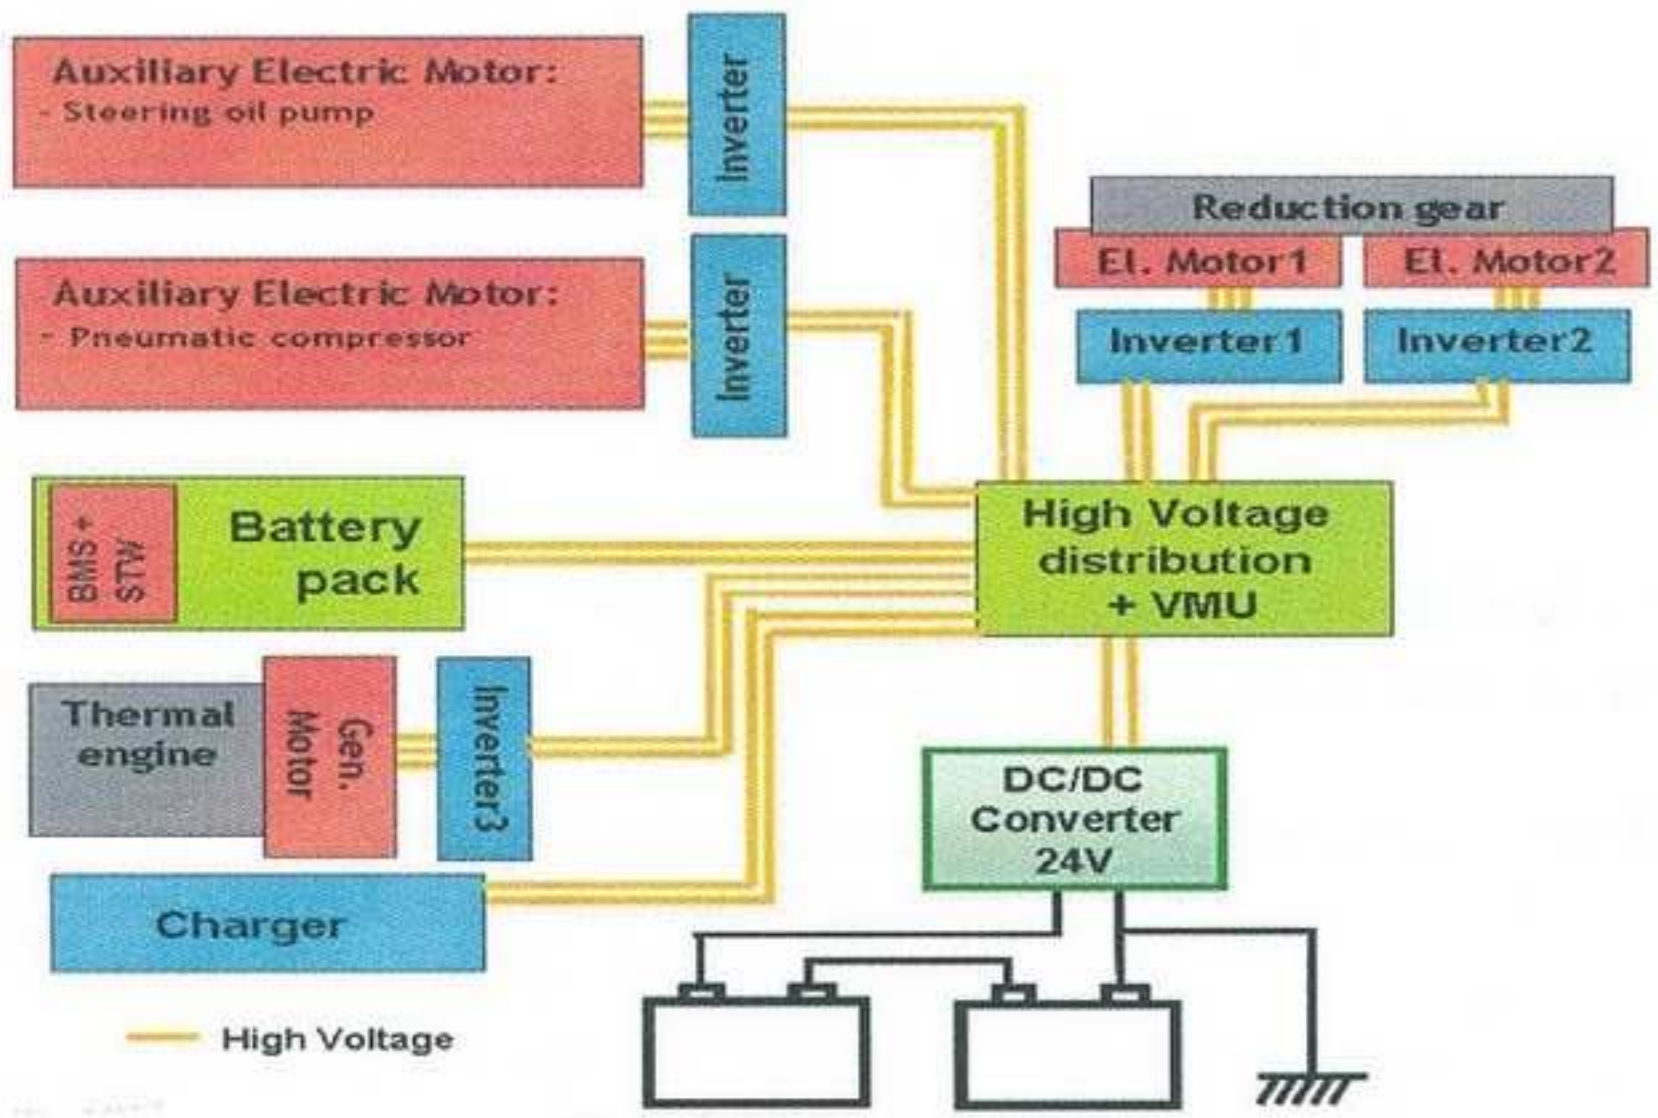 Auxiliary Electric Motor:
- Steering oil pump
Inverter
Reduction gear
El. Motor1
El. Motor2
Inverter1
Inverter2
Auxiliary Electric Motor:
- Pneumatic compressor
Inverter
BMS +
STW
Battery
pack
High Voltage
distribution
+ VMU
Thermal
engine
Gen.
Motor
Inverter3
DC/DC
Converter
24V
Charger
High Voltage